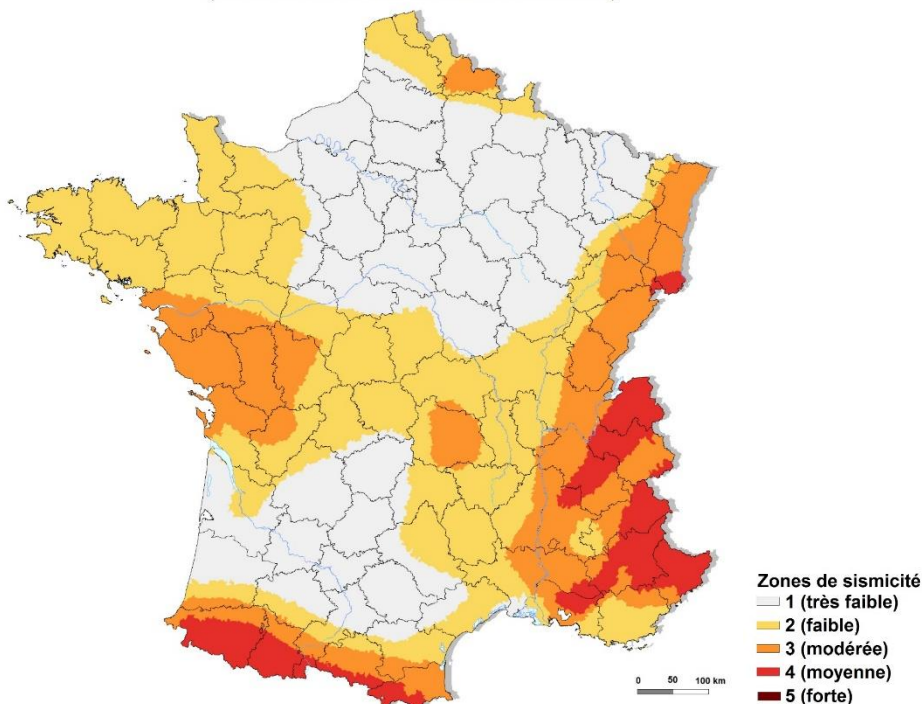 Zones de sismicité
1 (très faible)
2 (faible)
3 (modérée)
4 (moyenne)
5 (forte)
0 50 100 km